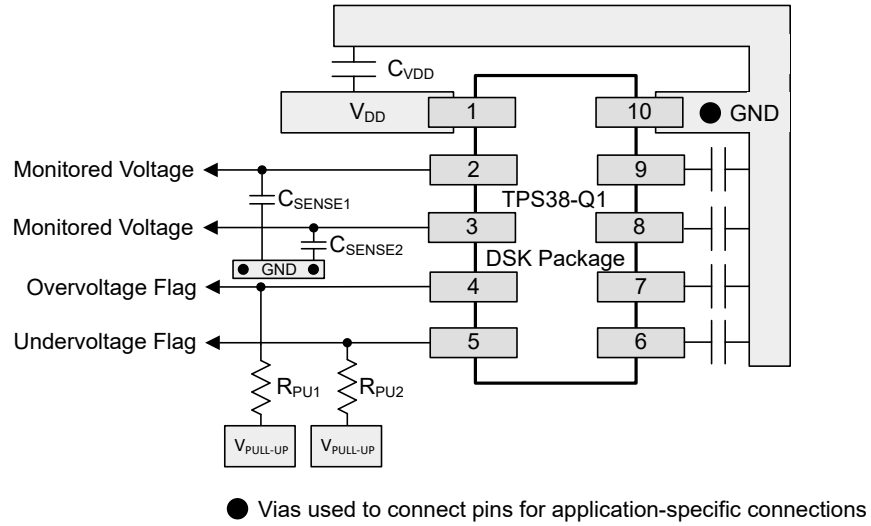 C_VDD
V_DD
1
10
GND
Monitored Voltage
2
9
TPS38-Q1
C_SENSE1
Monitored Voltage
3
8
C_SENSE2
DSK Package
GND
Overvoltage Flag
4
7
Undervoltage Flag
5
6
R_PU1
R_PU2
V_PULL-UP
V_PULL-UP
Vias used to connect pins for application-specific connections